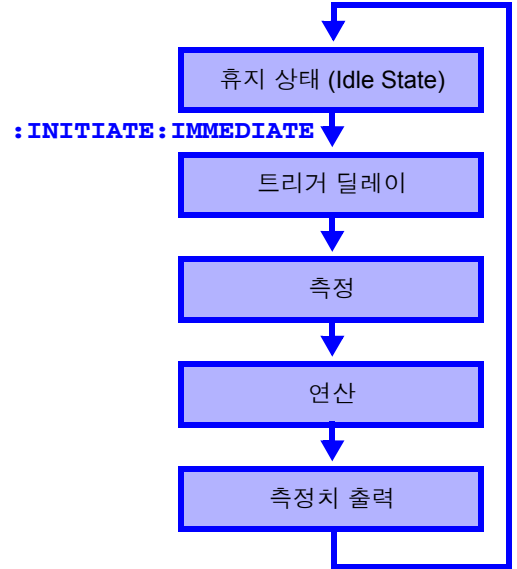 휴지 상태 (Idle State)
:INITIATE:IMMEDIATE
트리거 딜레이
측정
연산
측정치 출력